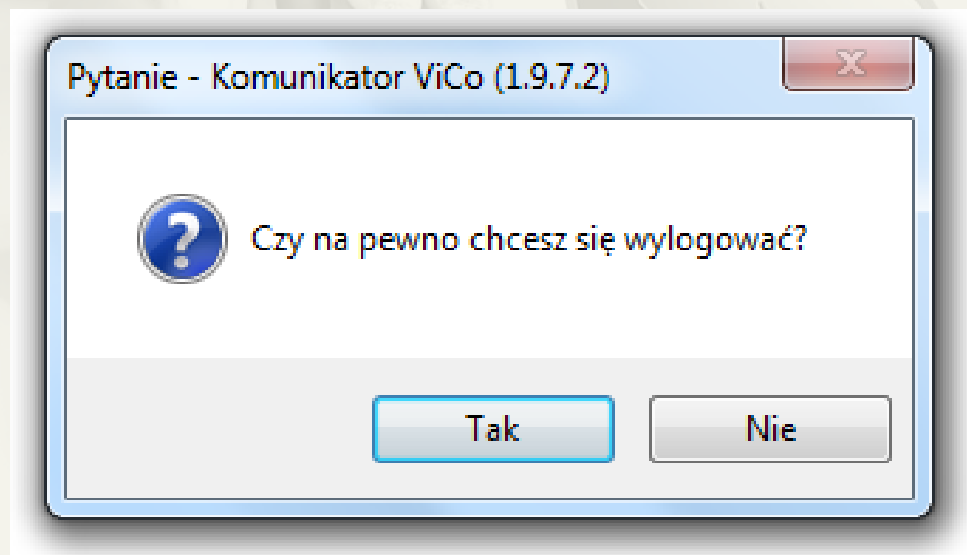 Pytanie - Komunikator ViCo (1.9.7.2)
Czy na pewno chcesz się wylogować?
Tak
Nie